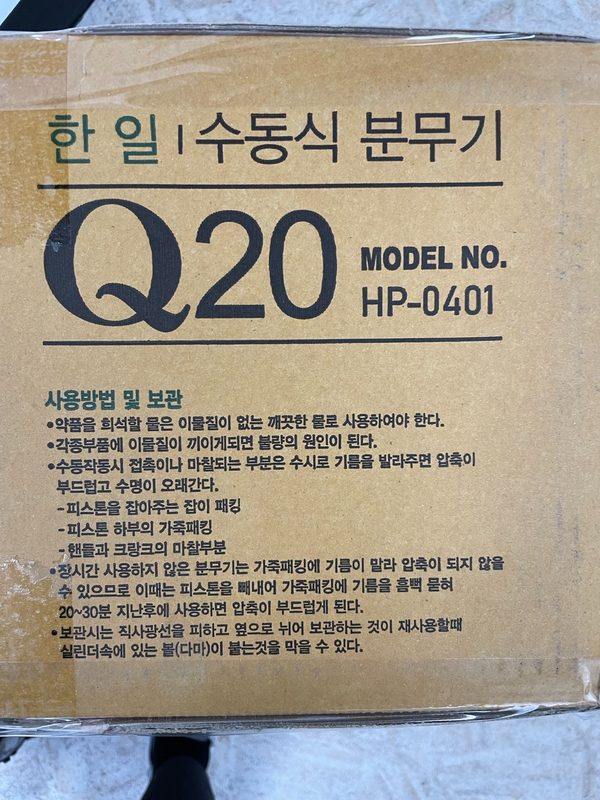 한 일 | 수동식 분무기
Q20
MODEL NO.
HP-0401
사용방법 및 보관
•약품을 희석할 물은 이물질이 없는 깨끗한 물로 사용하여야 한다.
•각종부품에 이물질이 끼이게되면 불량의 원인이 된다.
•수동작동시 접촉이나 마찰되는 부분은 수시로 기름을 발라주면 압축이
부드럽고 수명이 오래간다.
-피스톤을 잡아주는 잡이 패킹
-피스톤 하부의 가죽패킹
-핸들과 크랑크의 마찰부분
•장시간 사용하지 않은 분무기는 가죽패킹에 기름이 말라 압축이 되지 않을
수 있으므로 이때는 피스톤을 빼내어 가죽패킹에 기름을 흠뻑 묻혀
20~30분 지난후에 사용하면 압축이 부드럽게 된다.
•보관시는 직사광선을 피하고 옆으로 뉘어 보관하는 것이 재사용할때
실린더속에 있는 볼(다마)이 붙는것을 막을 수 있다.